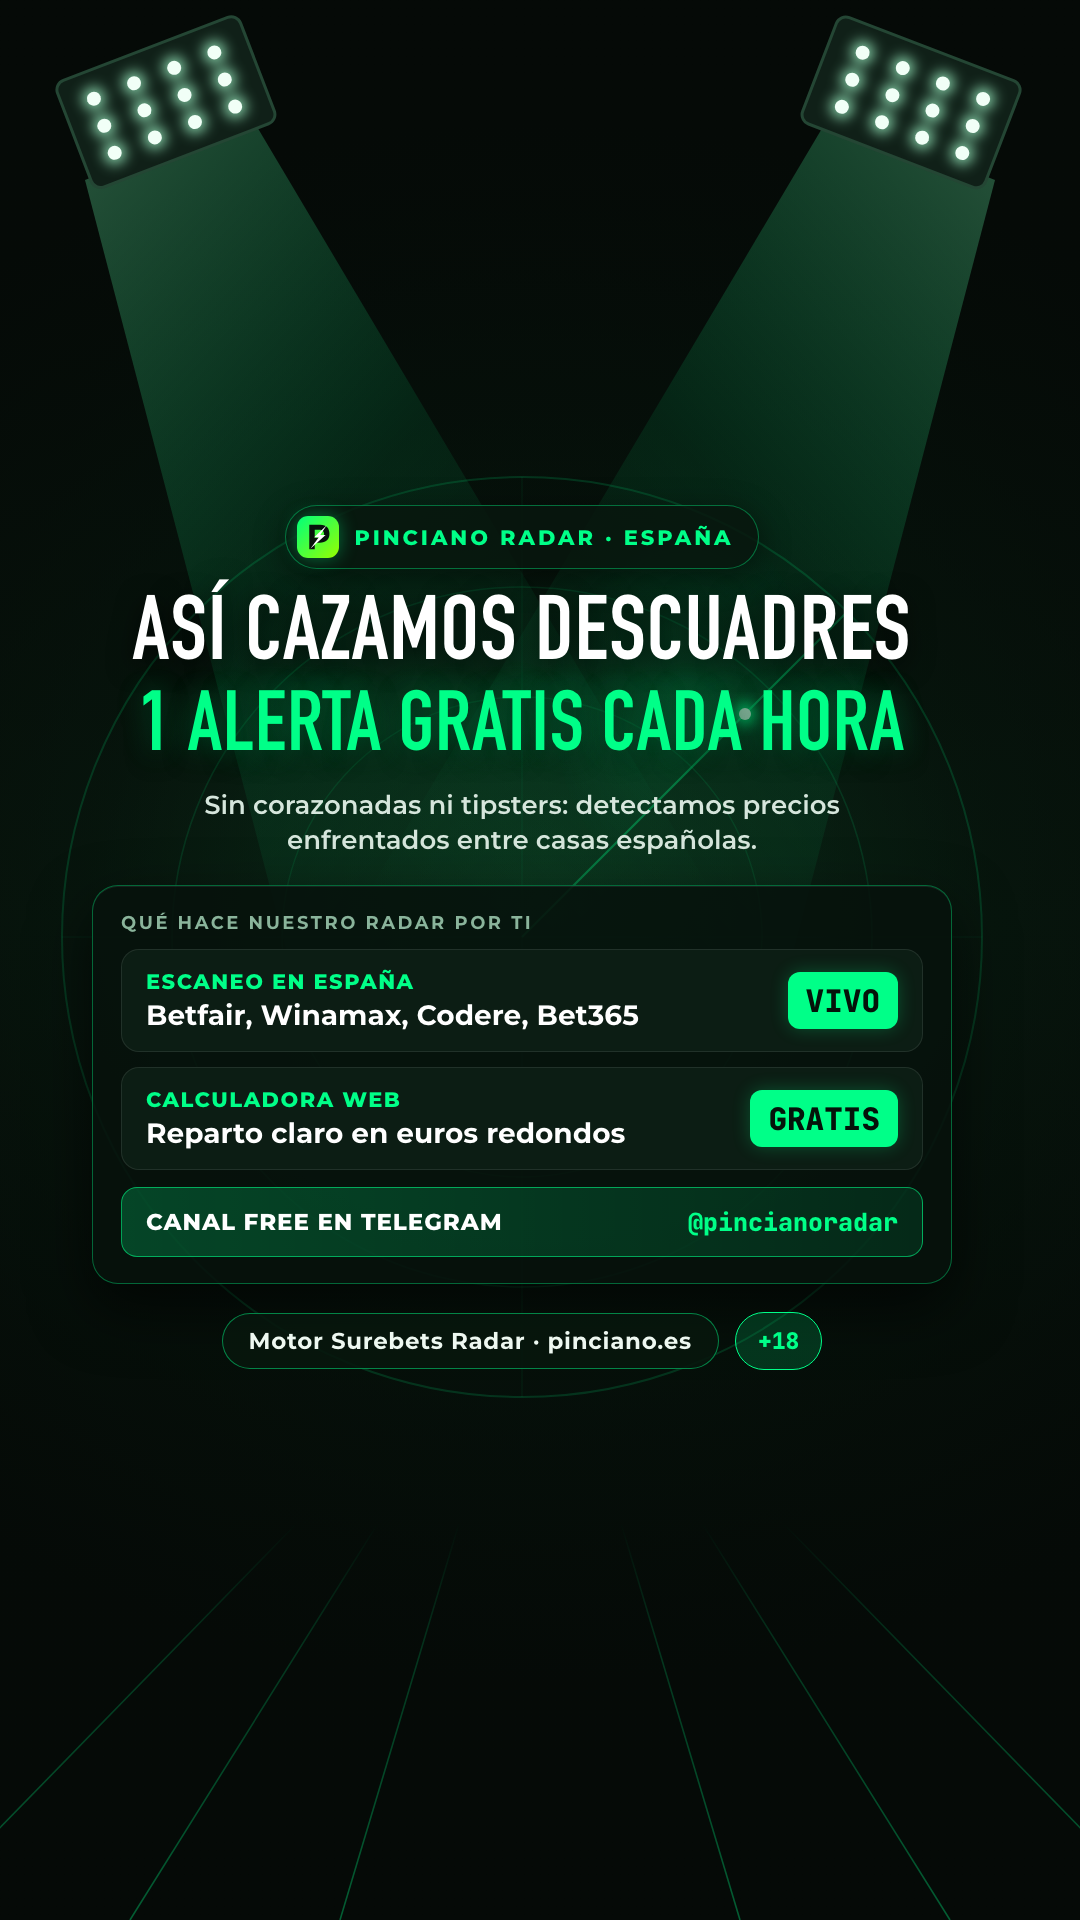 PINCIANO RADAR · ESPAÑA
ASÍ CAZAMOS DESCUADRES
1 ALERTA GRATIS CADA HORA
Sin corazonadas ni tipsters: detectamos precios
enfrentados entre casas españolas.
QUÉ HACE NUESTRO RADAR POR TI
ESCANEO EN ESPAÑA
Betfair, Winamax, Codere, Bet365
VIVO
CALCULADORA WEB
Reparto claro en euros redondos
GRATIS
CANAL FREE EN TELEGRAM @pincianoradar
Motor Surebets Radar · pinciano.es +18